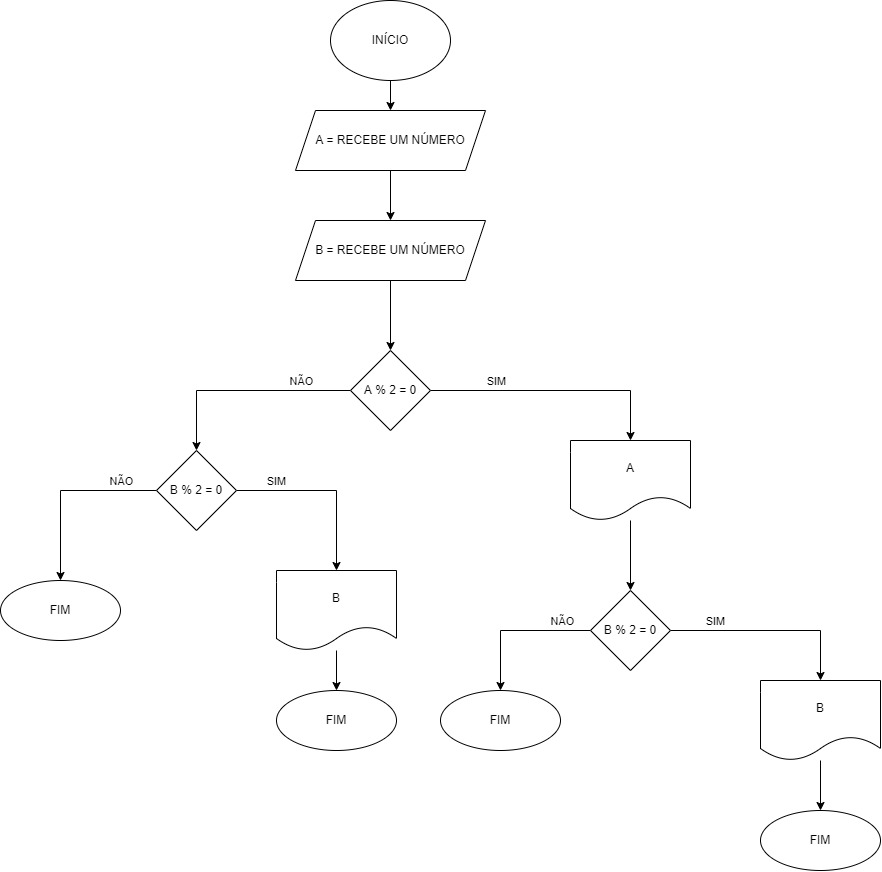 INÍCIO
A = RECEBE UM NÚMERO
B = RECEBE UM NÚMERO
NÃO
A % 2 = 0
SIM
NÃO
B % 2 = 0
SIM
A
FIM
B
NÃO
B % 2 = 0
SIM
FIM
FIM
B
FIM